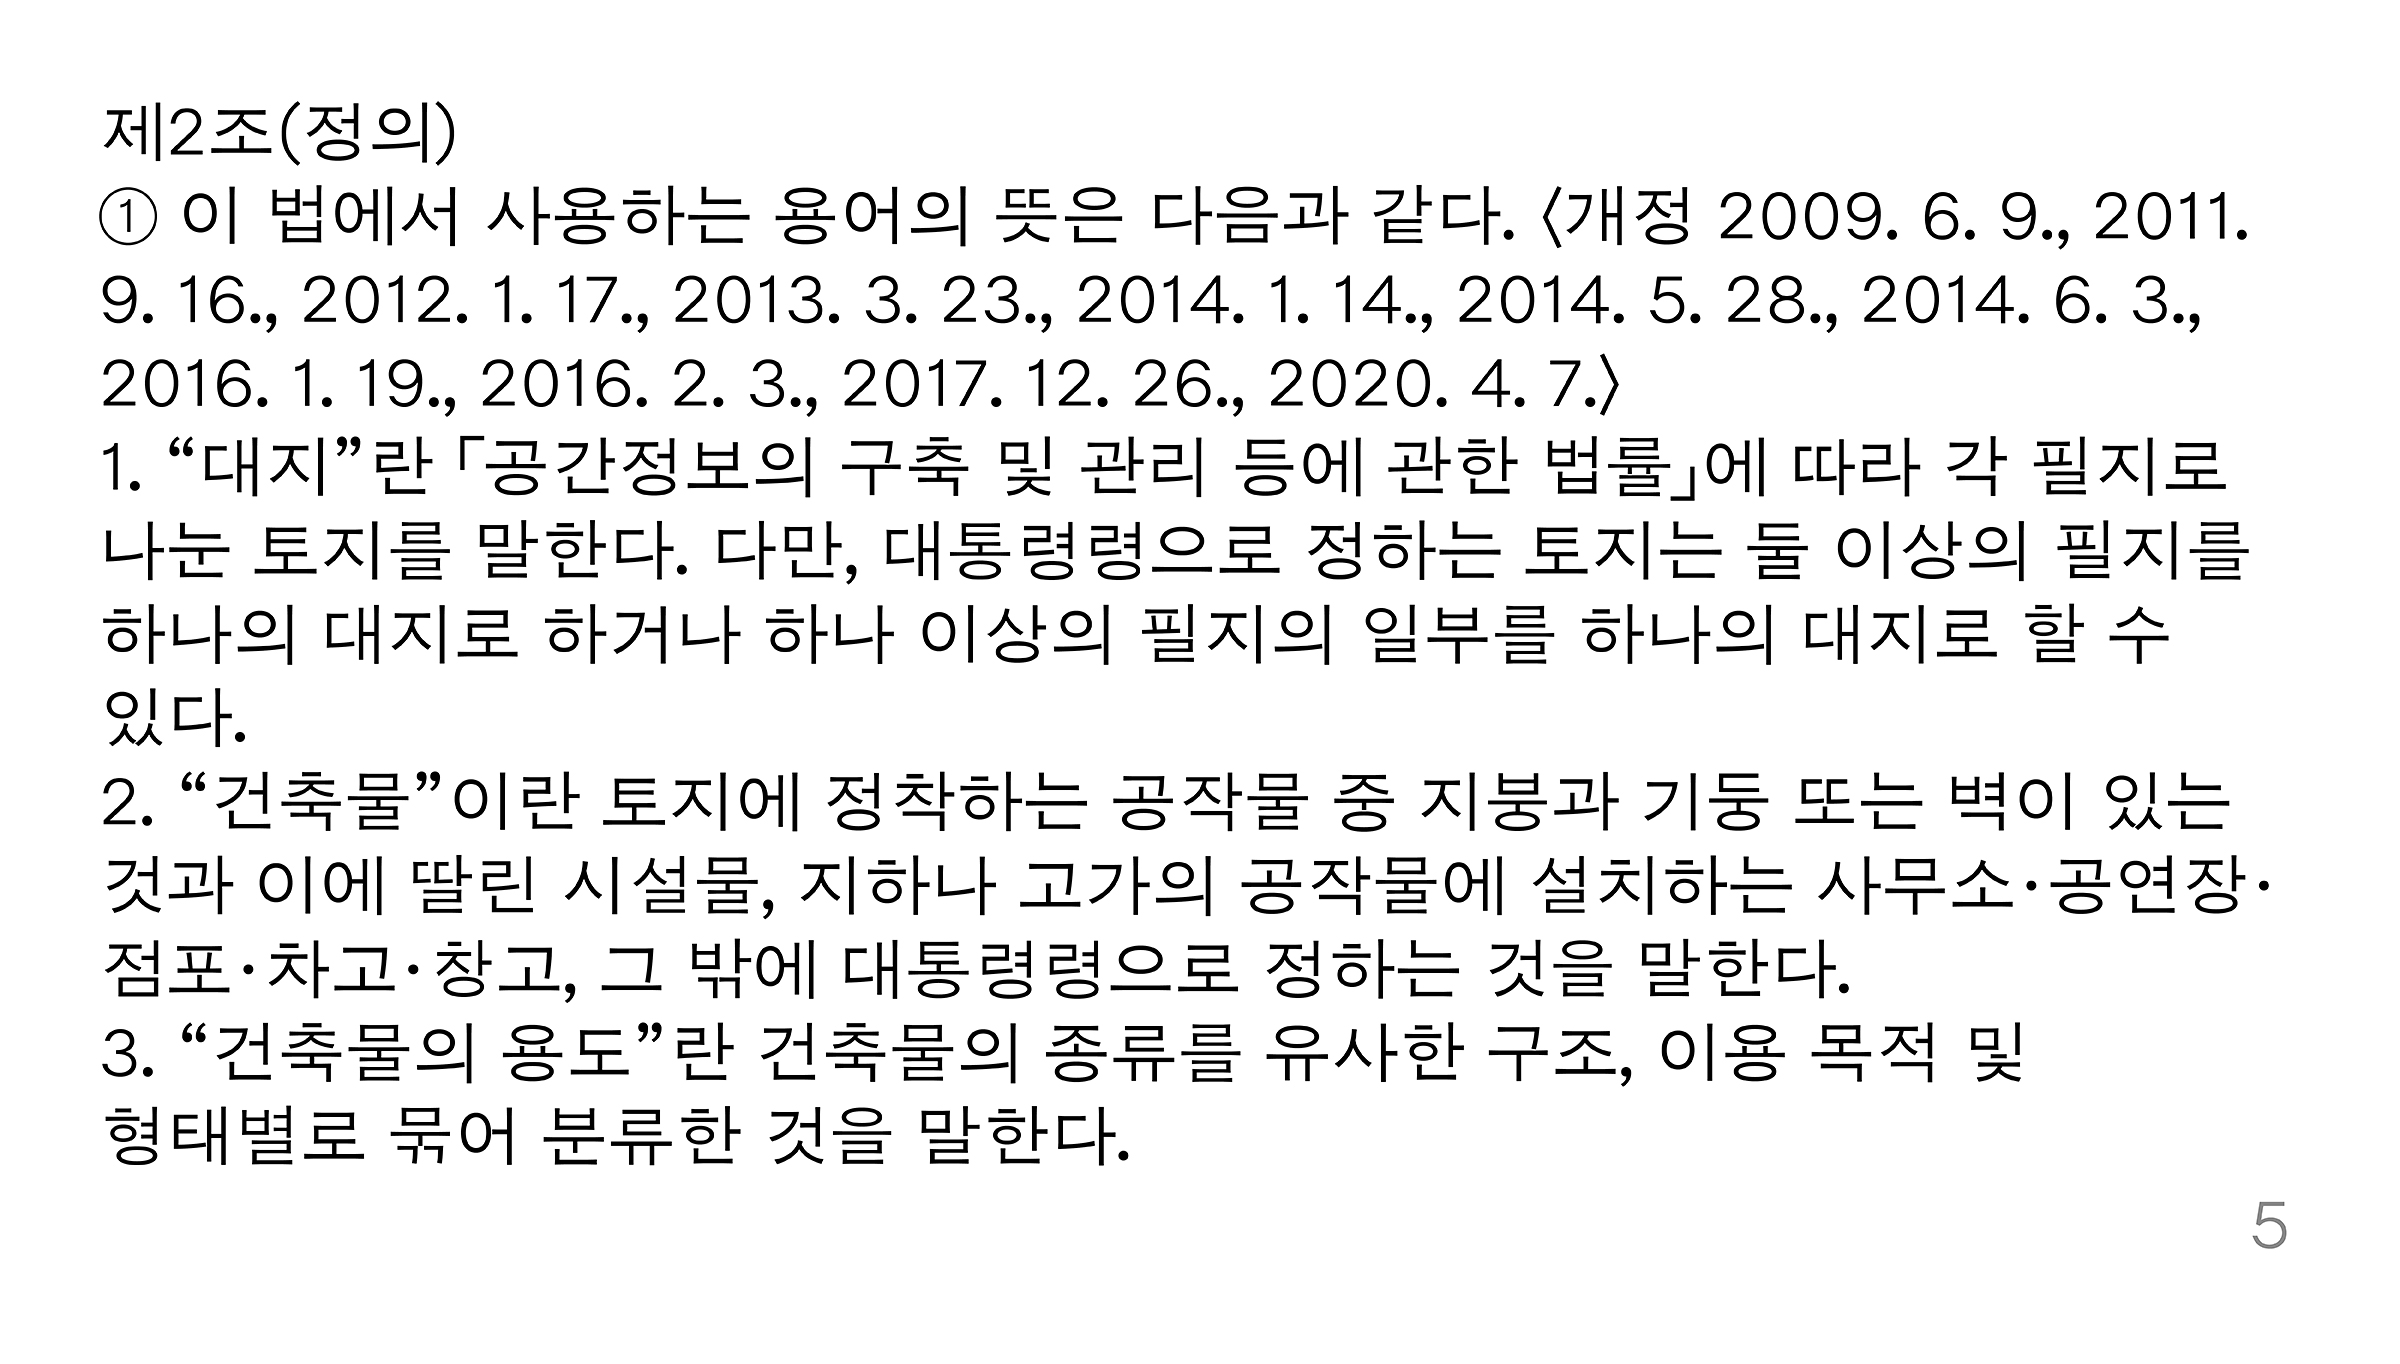 제2조(정의)
① 이 법에서 사용하는 용어의 뜻은 다음과 같다. 〈개정 2009. 6. 9., 2011.
9. 16., 2012. 1. 17., 2013. 3. 23., 2014. 1. 14., 2014. 5. 28., 2014. 6. 3.,
2016. 1. 19., 2016. 2. 3., 2017. 12. 26., 2020. 4. 7.〉
1. “대지”란 「공간정보의 구축 및 관리 등에 관한 법률」에 따라 각 필지로
나눈 토지를 말한다. 다만, 대통령령으로 정하는 토지는 둘 이상의 필지를
하나의 대지로 하거나 하나 이상의 필지의 일부를 하나의 대지로 할 수
있다.
2. “건축물”이란 토지에 정착하는 공작물 중 지붕과 기둥 또는 벽이 있는
것과 이에 딸린 시설물, 지하나 고가의 공작물에 설치하는 사무소·공연장·
점포·차고·창고, 그 밖에 대통령령으로 정하는 것을 말한다.
3. “건축물의 용도”란 건축물의 종류를 유사한 구조, 이용 목적 및
형태별로 묶어 분류한 것을 말한다.
5